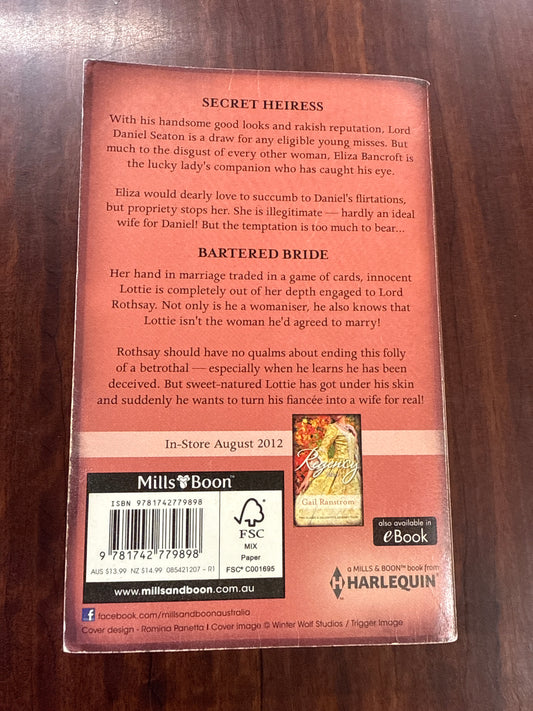 SECRET HEIRESS
With his handsome good looks and rakish reputation, Lord
Daniel Seaton is a draw for any eligible young misses. But
much to the disgust of every other woman, Eliza Bancroft is
the lucky lady's companion who has caught his eye.
Eliza would dearly love to succumb to Daniel's flirtations,
but propriety stops her. She is illegitimate — hardly an ideal
wife for Daniel! But the temptation is too much to bear...
BARTERED BRIDE
Her hand in marriage traded in a game of cards, innocent
Lottie is completely out of her depth engaged to Lord
Rothsay. Not only is he a womaniser, he also knows that
Lottie isn't the woman he'd agreed to marry!
Rothsay should have no qualms about ending this folly
of a betrothal — especially when he learns he has been
deceived. But sweet-natured Lottie has got under his skin
and suddenly he wants to turn his fiancée into a wife for real!
In-Store August 2012
Regency
Gail Ranstrom
Mills & Boon™
ISBN 9781742779898
9 781742 779898
AUS $13.99 NZ $14.99 085421207 - R1
www.millsandboon.com.au
FSC
MIX
Paper
FSC® C001695
also available in
eBook
a MILLS & BOON™ book from
HARLEQUIN®
facebook.com/millsandboonaustralia
Cover design - Romina Panetta | Cover image © Winter Wolf Studios / Trigger Image